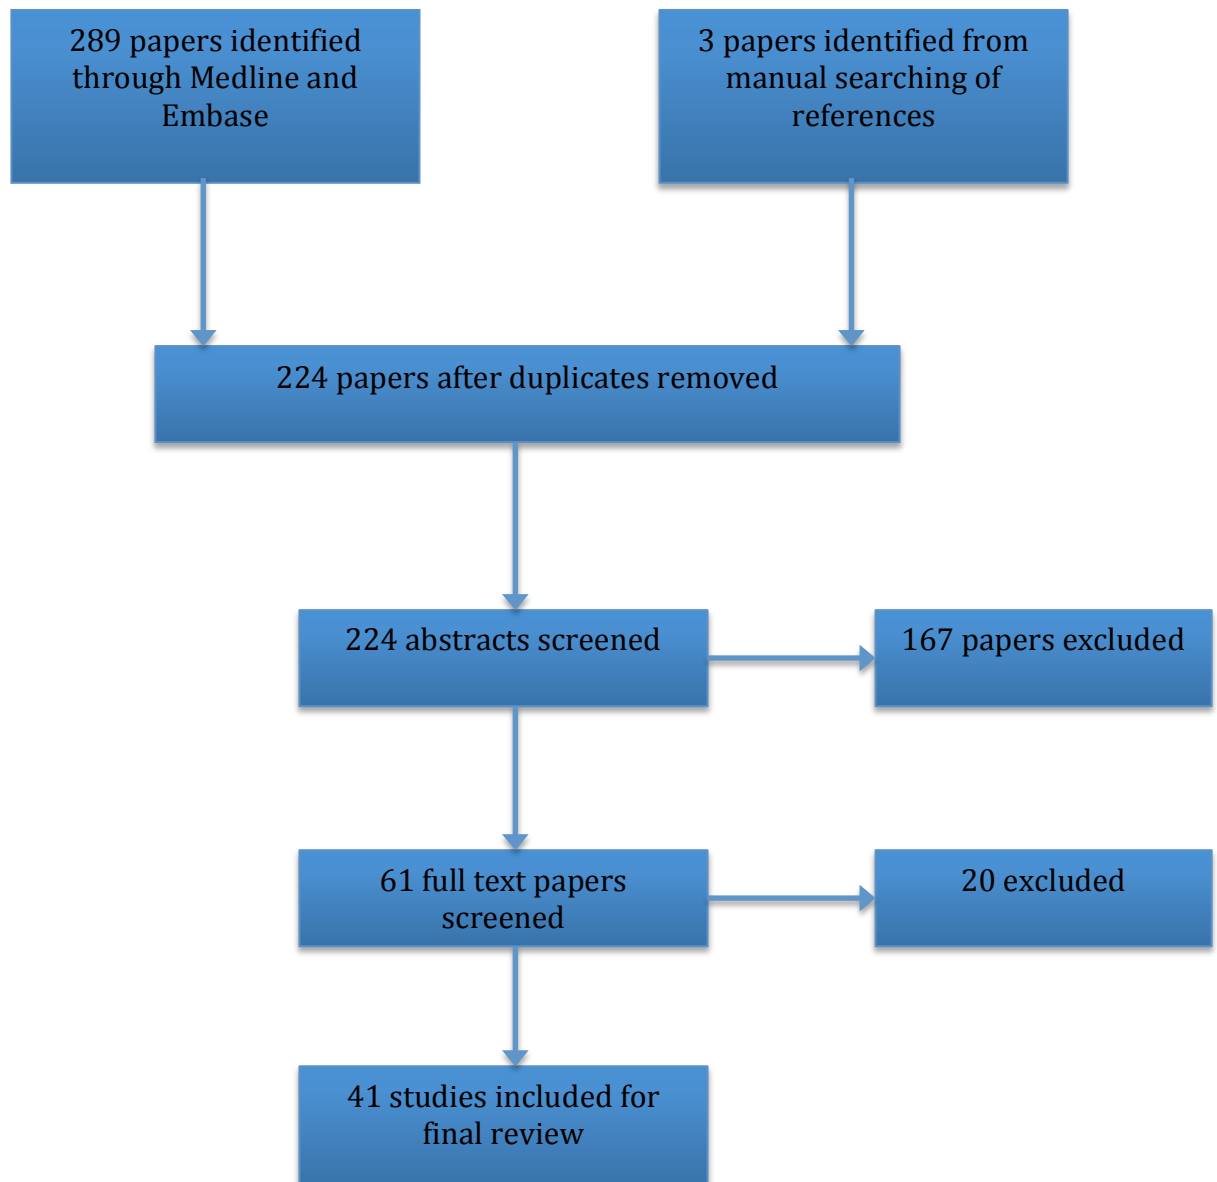 289 papers identified
through Medline and
Embase
3 papers identified from
manual searching of
references
224 papers after duplicates removed
224 abstracts screened
167 papers excluded
61 full text papers
screened
20 excluded
41 studies included for
final review